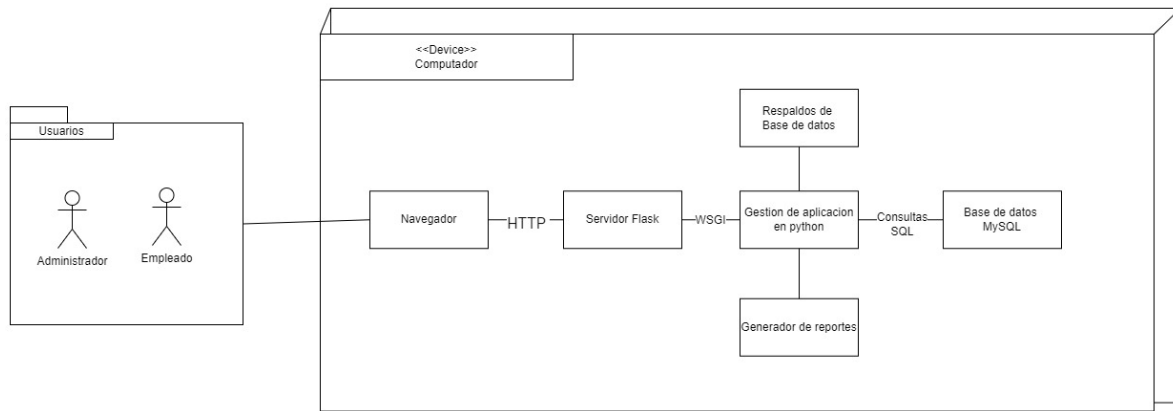 <<Device>>
Computador
Usuarios
Administrador
Empleado
Navegador
HTTP
Servidor Flask
WSGI
Respaldos de
Base de datos
Gestion de aplicacion
en python
Generador de reportes
Consultas
SQL
Base de datos
MySQL